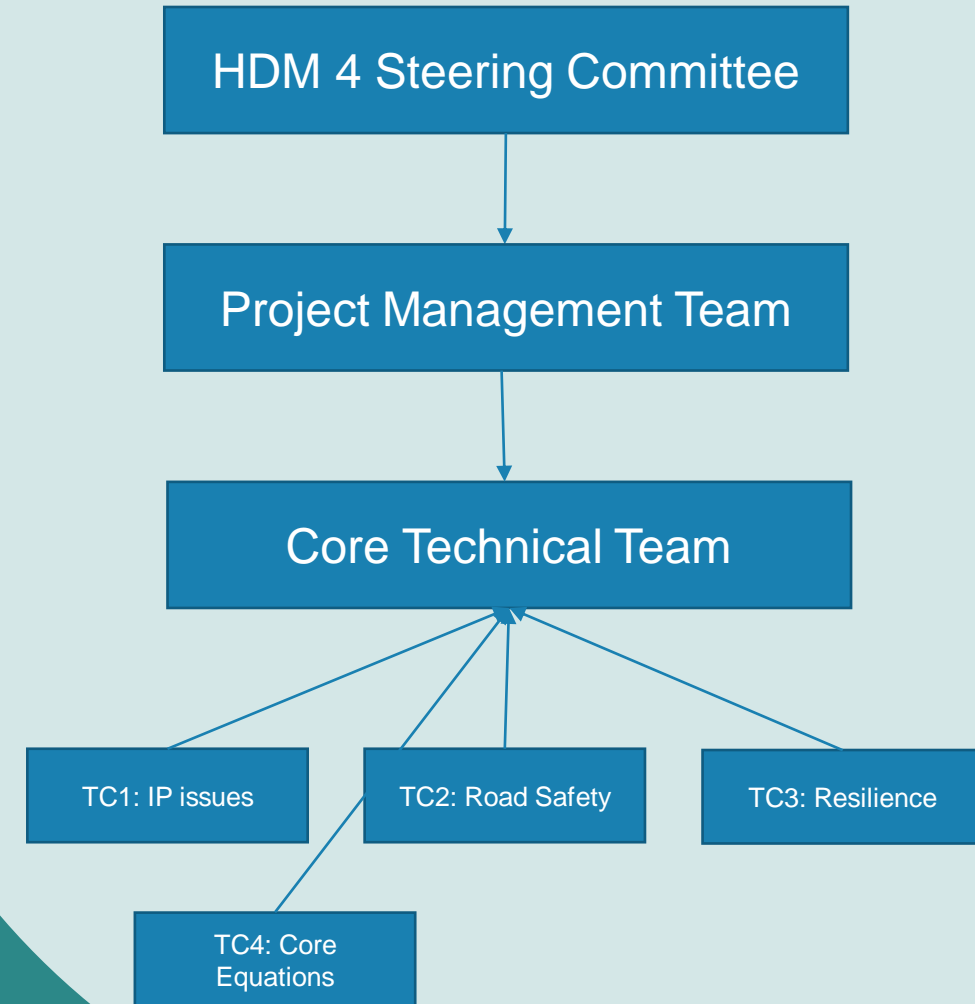 HDM 4 Steering Committee
Project Management Team
Core Technical Team
TC1: IP issues
TC2: Road Safety
TC3: Resilience
TC4: Core
Equations